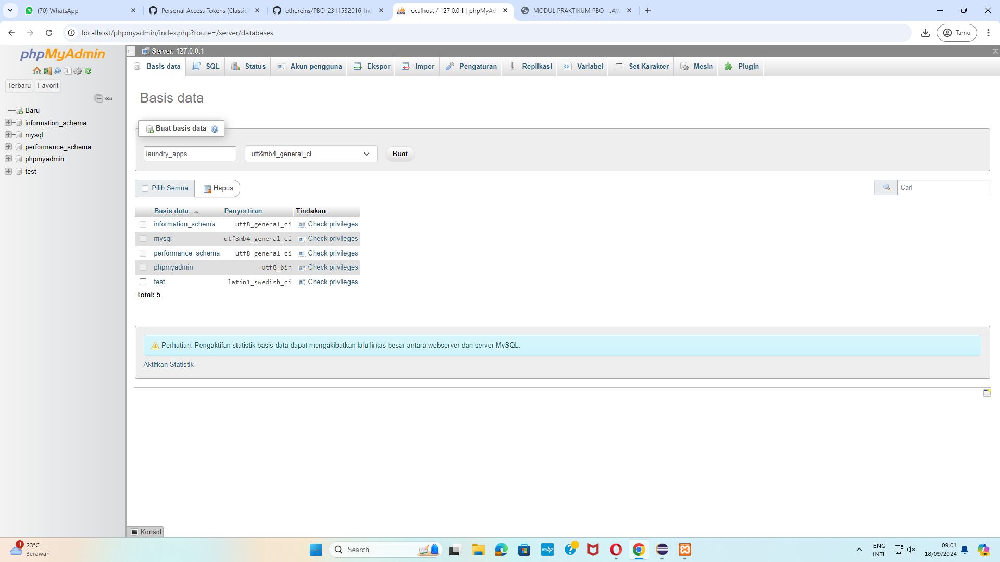 (70) WhatsApp
Personal Access Tokens (Classic
ethereins/PBO_2311532016_Ind
localhost / 127.0.0.1 | phpMyAd
MODUL PRAKTIKUM PBO - JAV
localhost/phpmyadmin/index.php?route=/server/databases
Tamu
phpMyAdmin
Terbaru
Favorit
Baru
information_schema
mysql
performance_schema
phpmyadmin
test
Server: 127.0.0.1
Basis data
SQL
Status
Akun pengguna
Ekspor
Impor
Pengaturan
Replikasi
Variabel
Set Karakter
Mesin
Plugin
Basis data
Buat basis data
laundry_apps
utf8mb4_general_ci
Buat
Pilih Semua
Hapus
Cari
Basis data Penyortiran Tindakan
information_schema utf8_general_ci Check privileges
mysql utf8mb4_general_ci Check privileges
performance_schema utf8_general_ci Check privileges
phpmyadmin utf8_bin Check privileges
test latin1_swedish_ci Check privileges
Total: 5
Perhatian: Pengaktifan statistik basis data dapat mengakibatkan lalu lintas besar antara webserver dan server MySQL.
Aktifkan Statistik
Konsol
1
23°C
Berawan
Search
myhp
ENG
INTL
09:01
18/09/2024
PRE